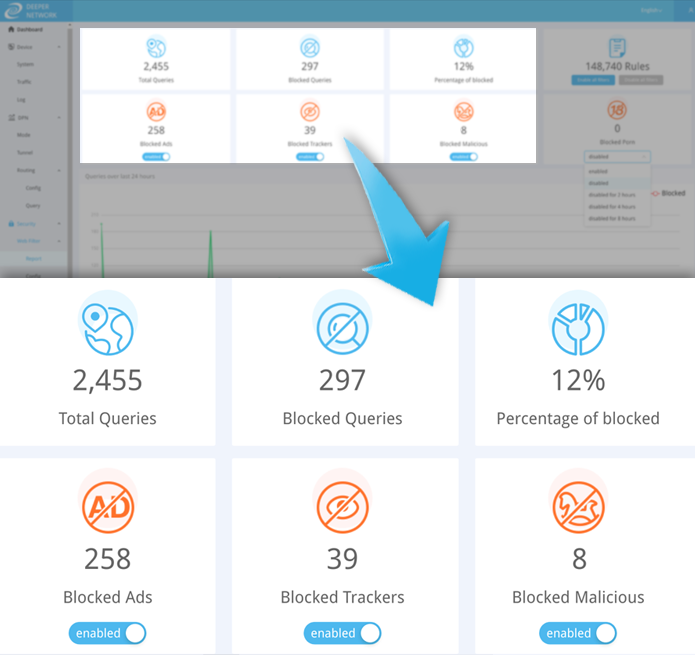 DEEPER
NETWORK
English
Dashboard
Device
System
Traffic
Log
VPN
Mode
Tunnel
Routing
Config
Query
Security
Web Filter
Report
2,455
Total Queries
297
Blocked Queries
12%
Percentage of blocked
148,740 Rules
AD
258
Blocked Ads
enabled
39
Blocked Trackers
enabled
8
Blocked Malicious
enabled
18
0
Blocked Porn
disabled
enabled
disabled
disabled for 2 hours
disabled for 4 hours
disabled for 8 hours
Queries over last 24 hours
Blocked
2,455
Total Queries
297
Blocked Queries
12%
Percentage of blocked
AD
258
Blocked Ads
enabled
39
Blocked Trackers
enabled
8
Blocked Malicious
enabled